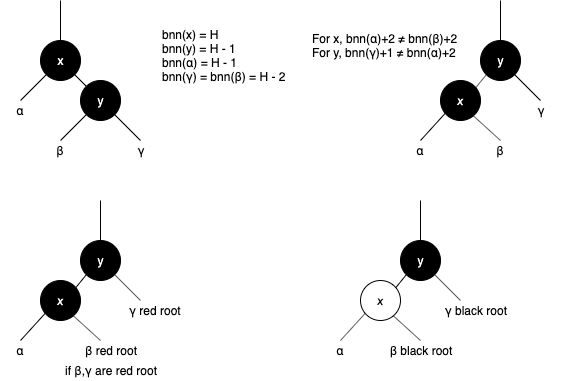 x
α
y
β
γ
bnn(x) = H
bnn(y) = H - 1
bnn(α) = H - 1
bnn(γ) = bnn(β) = H - 2
For x, bnn(α)+2 ≠ bnn(β)+2
For y, bnn(γ)+1 ≠ bnn(α)+2
y
x
γ
α
β
y
x
γ red root
α
β red root
if β,γ are red root
y
x
γ black root
α
β black root